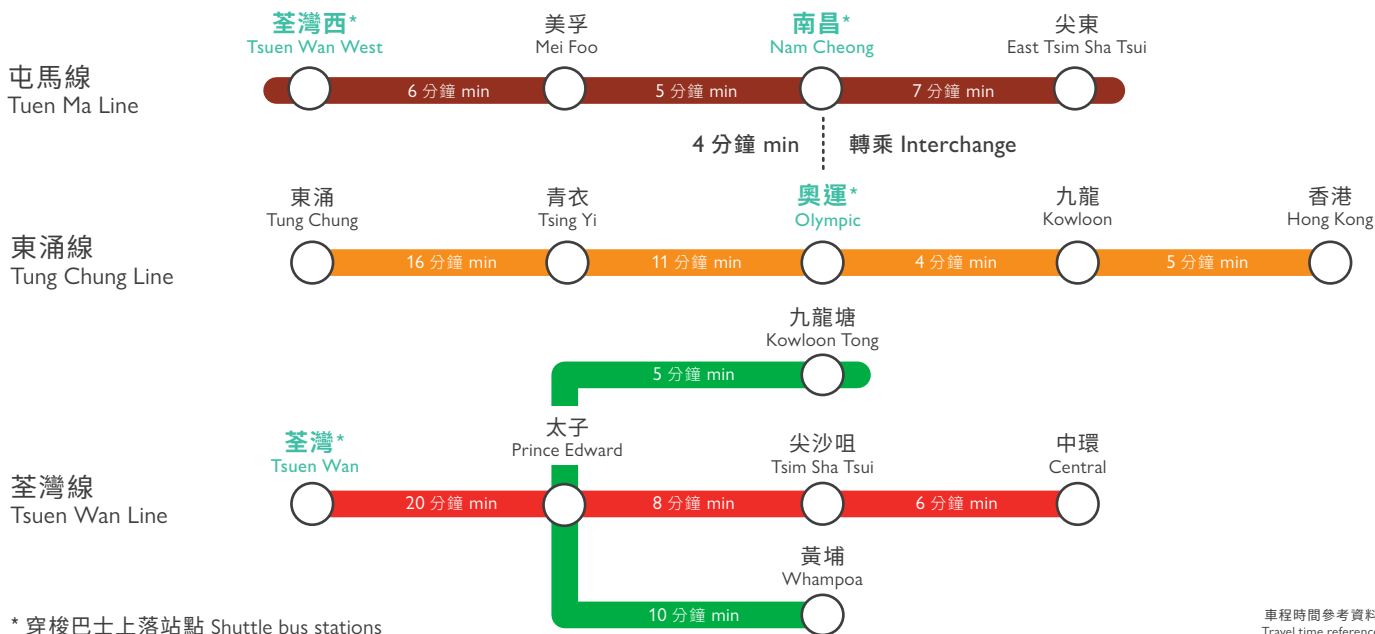 荃灣西*
Tsuen Wan West
美孚
Mei Foo
南昌*
Nam Cheong
尖東
East Tsim Sha Tsui
屯馬線
Tuen Ma Line
6 分鐘 min
5 分鐘 min
7 分鐘 min
4 分鐘 min
轉乘 Interchange
東涌
Tung Chung
青衣
Tsing Yi
奧運*
Olympic
九龍
Kowloon
香港
Hong Kong
東涌線
Tung Chung Line
16 分鐘 min
11 分鐘 min
4 分鐘 min
5 分鐘 min
九龍塘
Kowloon Tong
5 分鐘 min
荃灣*
Tsuen Wan
太子
Prince Edward
尖沙咀
Tsim Sha Tsui
中環
Central
荃灣線
Tsuen Wan Line
20 分鐘 min
8 分鐘 min
6 分鐘 min
黃埔
Whampoa
10 分鐘 min
* 穿梭巴士上落站點 Shuttle bus stations
車程時間參考資料
Travel time reference